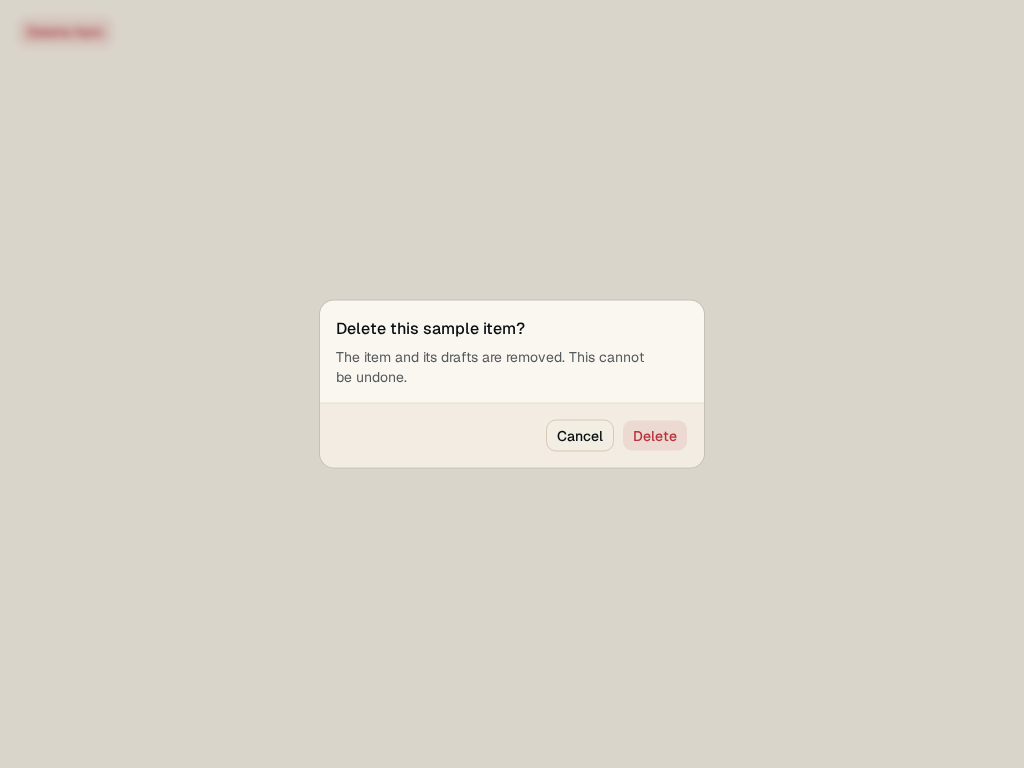 Delete this sample item?
The item and its drafts are removed. This cannot
be undone.
Cancel
Delete